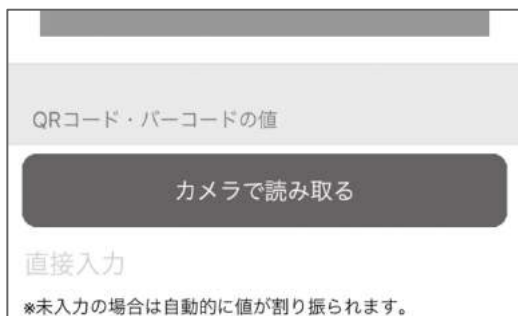 QRコード・バーコードの値
カメラで読み取る
直接入力
※未入力の場合は自動的に値が割り振られます。